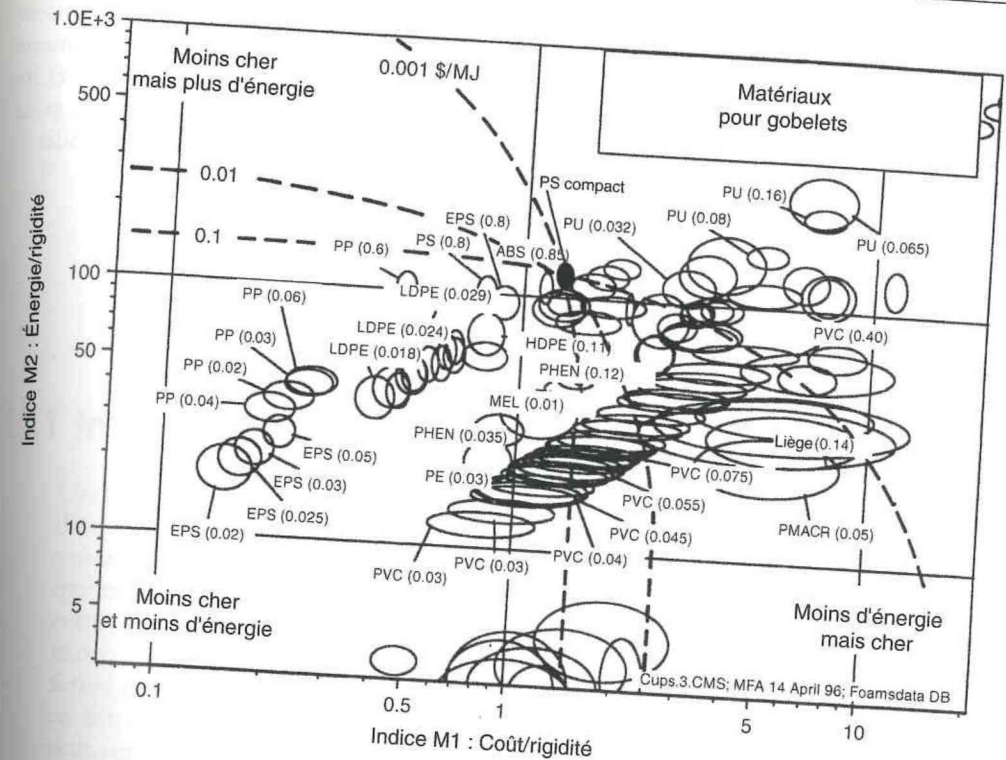 1.0E+3
500
100
50
10
5
Indice M2 : Énergie/rigidité
Moins cher
mais plus d'énergie
0.001 $/MJ
0.01
0.1
Matériaux
pour gobelets
PS compact
PU (0.16)
PU (0.08)
PU (0.032)
PU (0.065)
EPS (0.8)
PS (0.8)
PP (0.6)
ABS (0.85)
LDPE (0.029)
PP (0.06)
PP (0.03)
PP (0.02)
PP (0.04)
LDPE (0.024)
LDPE (0.018)
HDPE (0.11)
PVC (0.40)
PHEN (0.12)
MEL (0.01)
PHEN (0.035)
Liège (0.14)
EPS (0.05)
EPS (0.03)
EPS (0.025)
EPS (0.02)
PE (0.03)
PVC (0.075)
PVC (0.055)
PVC (0.045)
PVC (0.04)
PVC (0.03)
PVC (0.03)
PMACR (0.05)
Moins cher
et moins d'énergie
Moins d'énergie
mais cher
Cups.3.CMS; MFA 14 April 96; Foamsdata DB
0.1
0.5
1
5
10
Indice M1 : Coût/rigidité